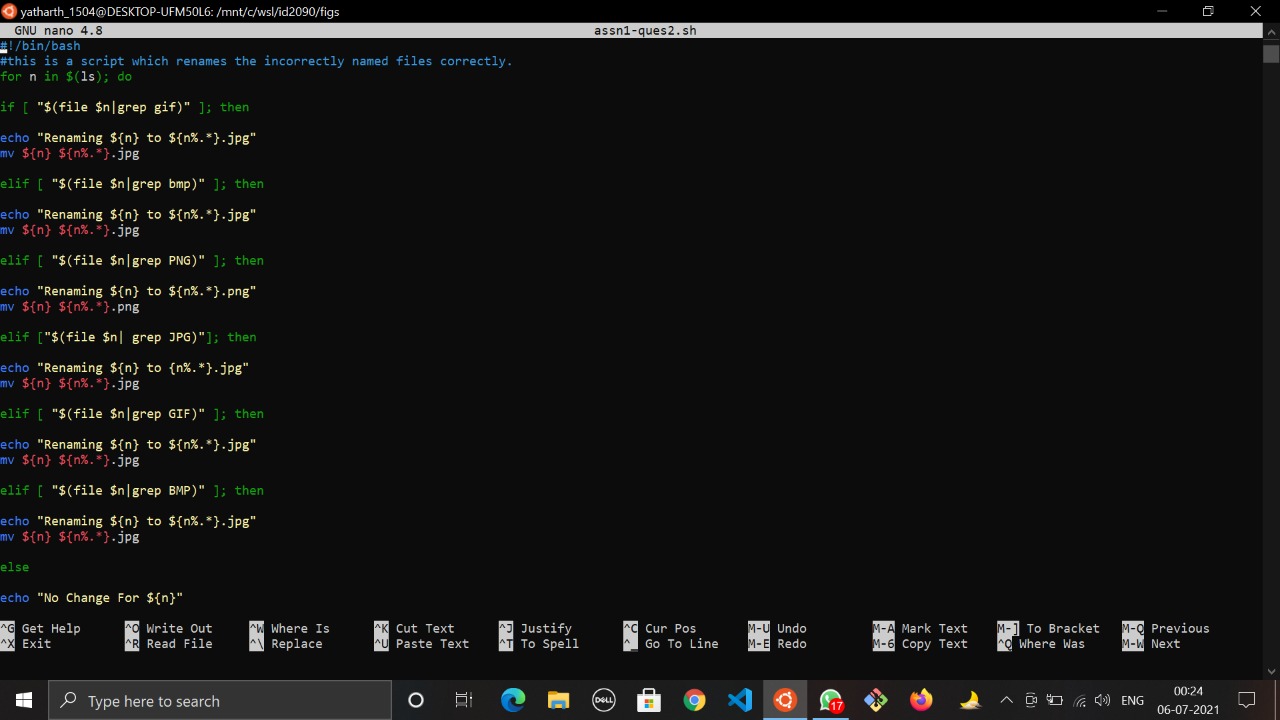 yatharth_1504@DESKTOP-UFM50L6: /mnt/c/wsl/id2090/figs
GNU nano 4.8 assn1-ques2.sh
#!/bin/bash
#this is a script which renames the incorrectly named files correctly.
for n in $(ls); do
if [ "$(file $n|grep gif)" ]; then
echo "Renaming ${n} to ${n%.*}.jpg"
mv ${n} ${n%.*}.jpg
elif [ "$(file $n|grep bmp)" ]; then
echo "Renaming ${n} to ${n%.*}.jpg"
mv ${n} ${n%.*}.jpg
elif [ "$(file $n|grep PNG)" ]; then
echo "Renaming ${n} to ${n%.*}.png"
mv ${n} ${n%.*}.png
elif ["$(file $n| grep JPG)"]; then
echo "Renaming ${n} to {n%.*}.jpg"
mv ${n} ${n%.*}.jpg
elif [ "$(file $n|grep GIF)" ]; then
echo "Renaming ${n} to ${n%.*}.jpg"
mv ${n} ${n%.*}.jpg
elif [ "$(file $n|grep BMP)" ]; then
echo "Renaming ${n} to ${n%.*}.jpg"
mv ${n} ${n%.*}.jpg
else
echo "No Change For ${n}"
^G Get Help ^O Write Out ^W Where Is ^K Cut Text ^J Justify ^C Cur Pos M-U Undo M-A Mark Text M-] To Bracket M-Q Previous
^X Exit ^R Read File ^\ Replace ^U Paste Text ^T To Spell ^_ Go To Line M-E Redo M-6 Copy Text ^Q Where Was M-W Next
Type here to search
DELL
17
ENG
00:24
06-07-2021